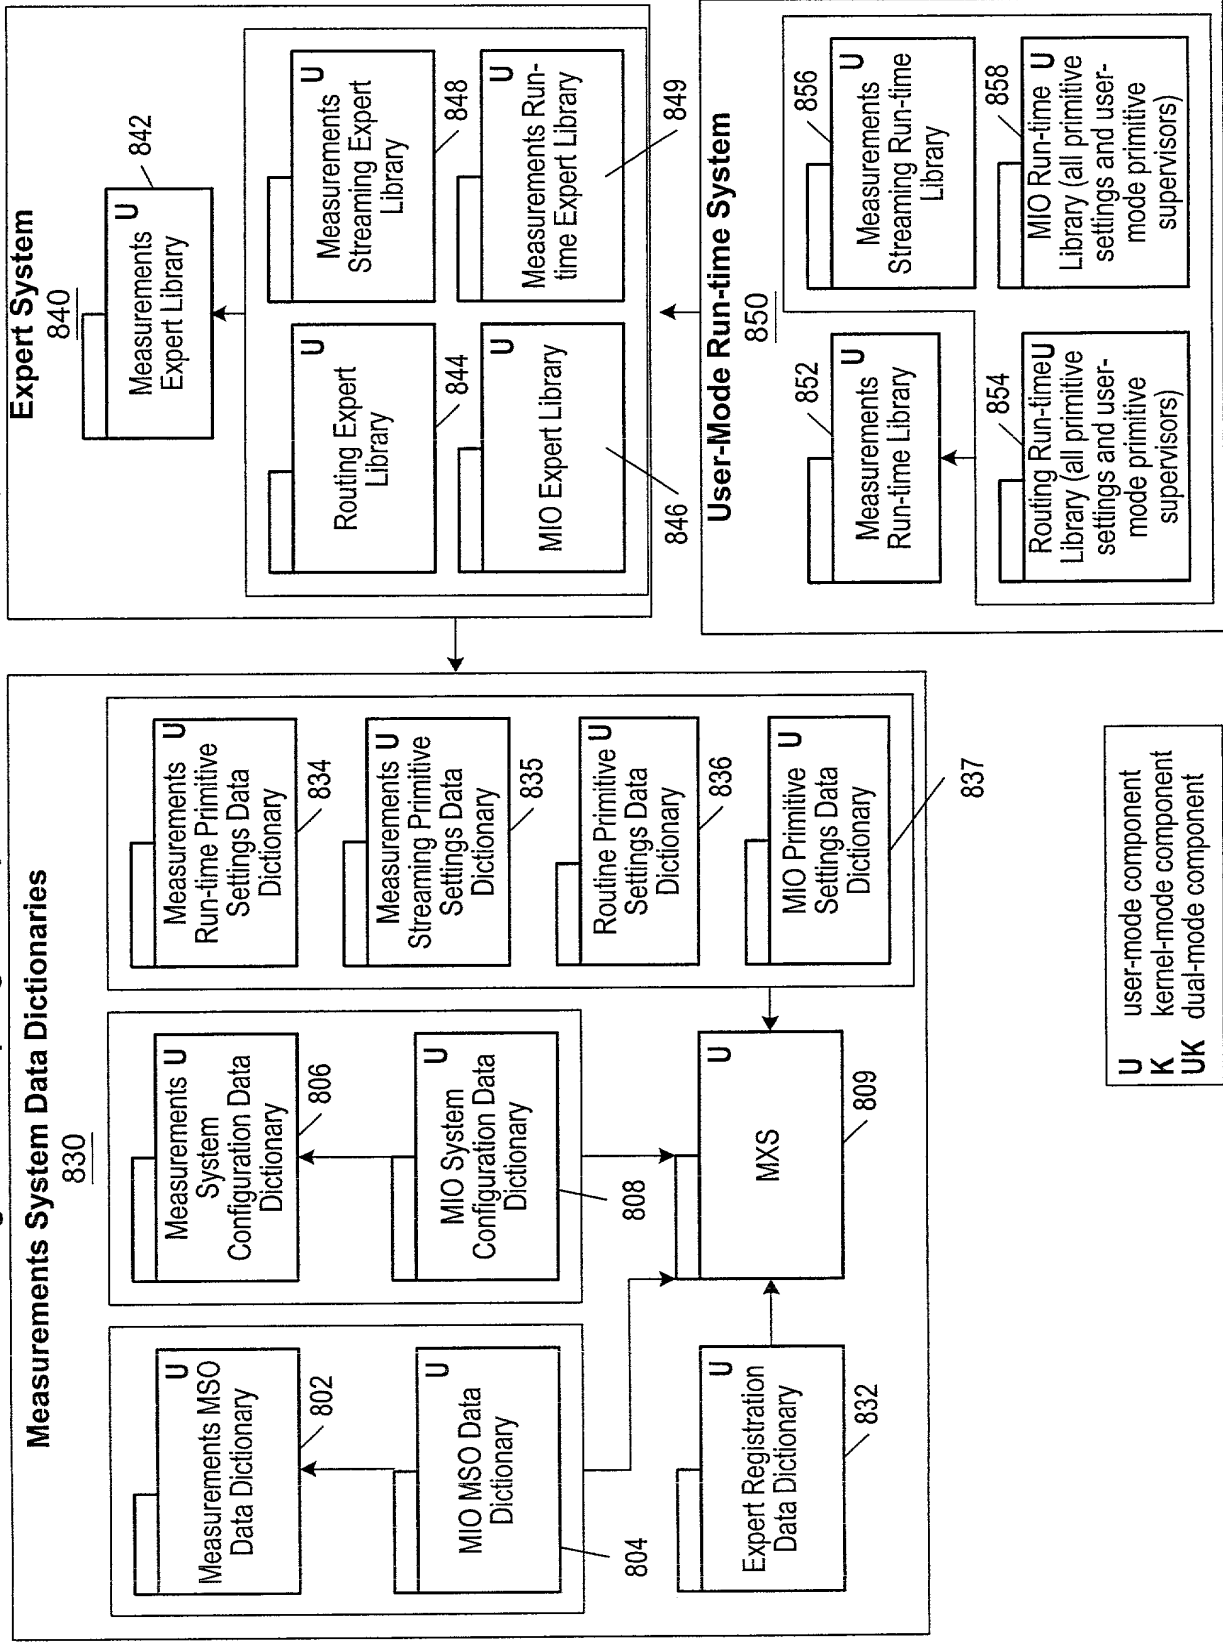 Measurements System Data Dictionaries
830
Measurements MSO U
Data Dictionary
802
MIO MSO Data U
Dictionary
804
Measurements U
System
Configuration Data
Dictionary
806
MIO System U
Configuration Data
Dictionary
808
Expert Registration U
Data Dictionary
832
MXS U
809
Measurements U
Run-time Primitive
Settings Data
Dictionary
834
Measurements U
Streaming Primitive
Settings Data
Dictionary
835
Routine Primitive U
Settings Data
Dictionary
836
MIO Primitive U
Settings Data
Dictionary
837
Expert System
840
Measurements U
Expert Library
842
Routing Expert U
Library
844
MIO Expert Library U
846
Measurements U
Streaming Expert
Library
848
Measurements Run- U
time Expert Library
849
User-Mode Run-time System
850
Measurements U
Run-time Library
852
Routing Run-time U
Library (all primitive
settings and user-
mode primitive
supervisors)
854
Measurements U
Streaming Run-time
Library
856
MIO Run-time U
Library (all primitive
settings and user-
mode primitive
supervisors)
858
U user-mode component
K kernel-mode component
UK dual-mode component